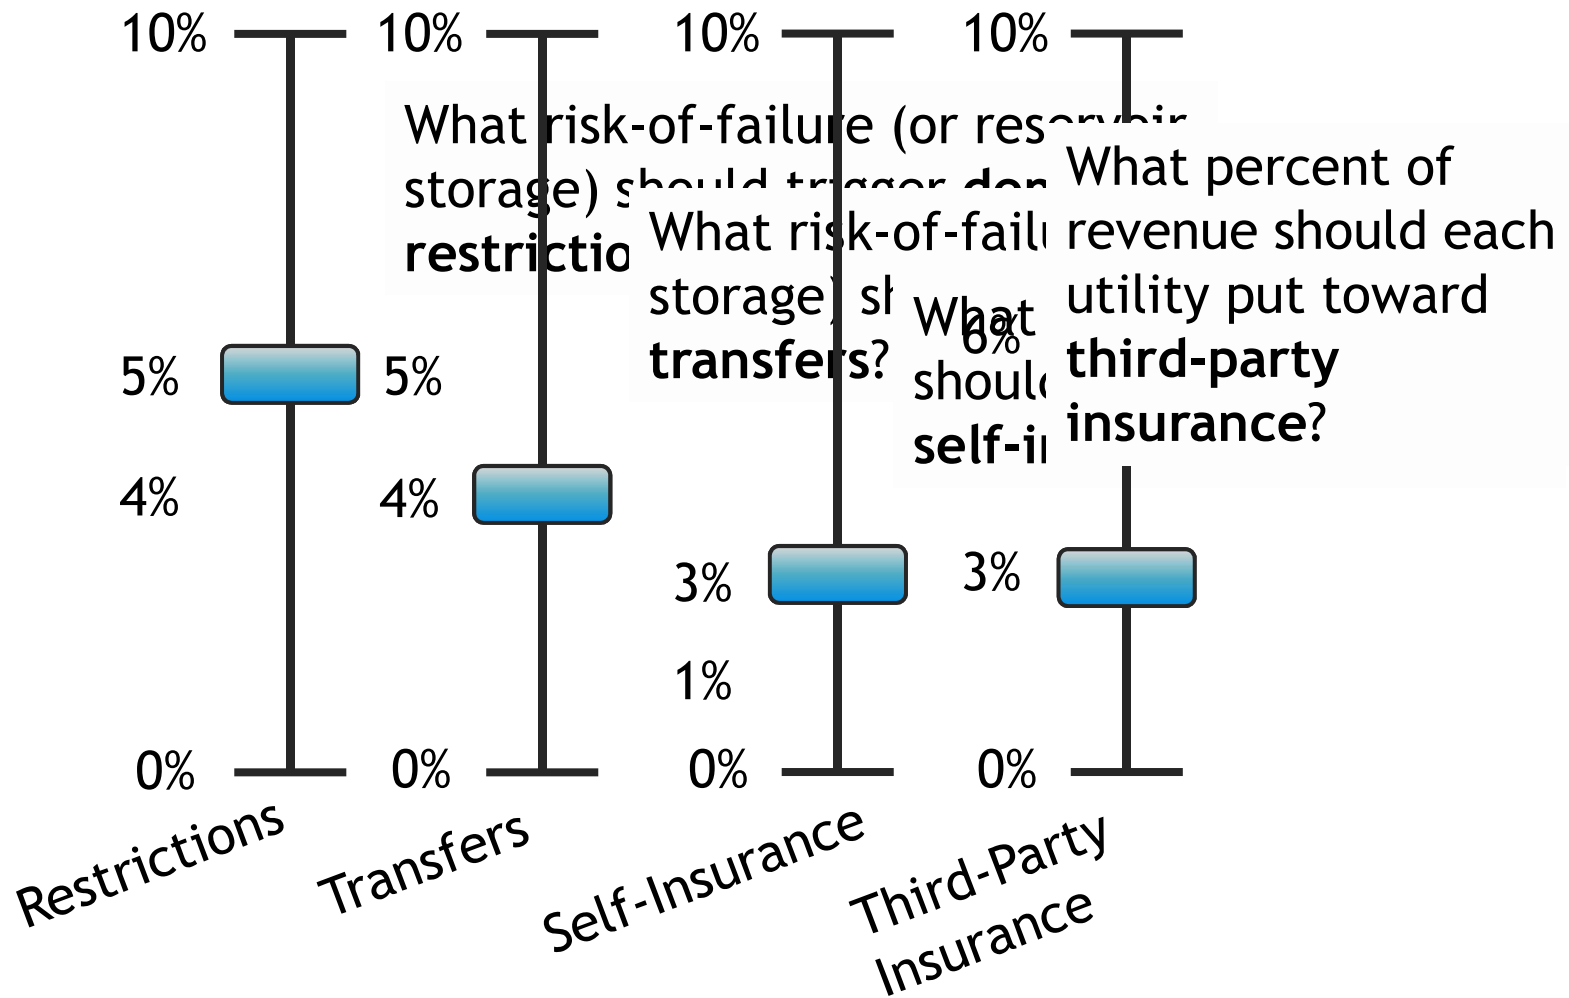 10%
10%
10%
10%
What risk-of-failure (or reservoir
storage) should trigger
restrictio
What risk-of-failu
storage) sh
transfers?
What
should
self-in
What percent of
revenue should each
utility put toward
third-party
insurance?
6%
5%
5%
4%
4%
3%
3%
1%
0%
0%
0%
0%
Restrictions
Transfers
Self-Insurance
Third-Party
Insurance